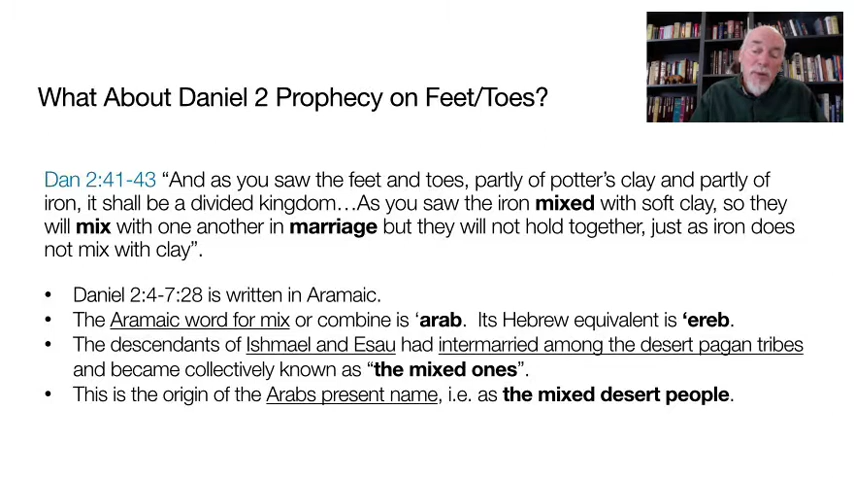 What About Daniel 2 Prophecy on Feet/Toes?
Dan 2:41-43 “And as you saw the feet and toes, partly of potter’s clay and partly of
iron, it shall be a divided kingdom…As you saw the iron mixed with soft clay, so they
will mix with one another in marriage but they will not hold together, just as iron does
not mix with clay”.
• Daniel 2:4-7:28 is written in Aramaic.
• The Aramaic word for mix or combine is ‘arab. Its Hebrew equivalent is ‘ereb.
• The descendants of Ishmael and Esau had intermarried among the desert pagan tribes
and became collectively known as “the mixed ones”.
• This is the origin of the Arabs present name, i.e. as the mixed desert people.